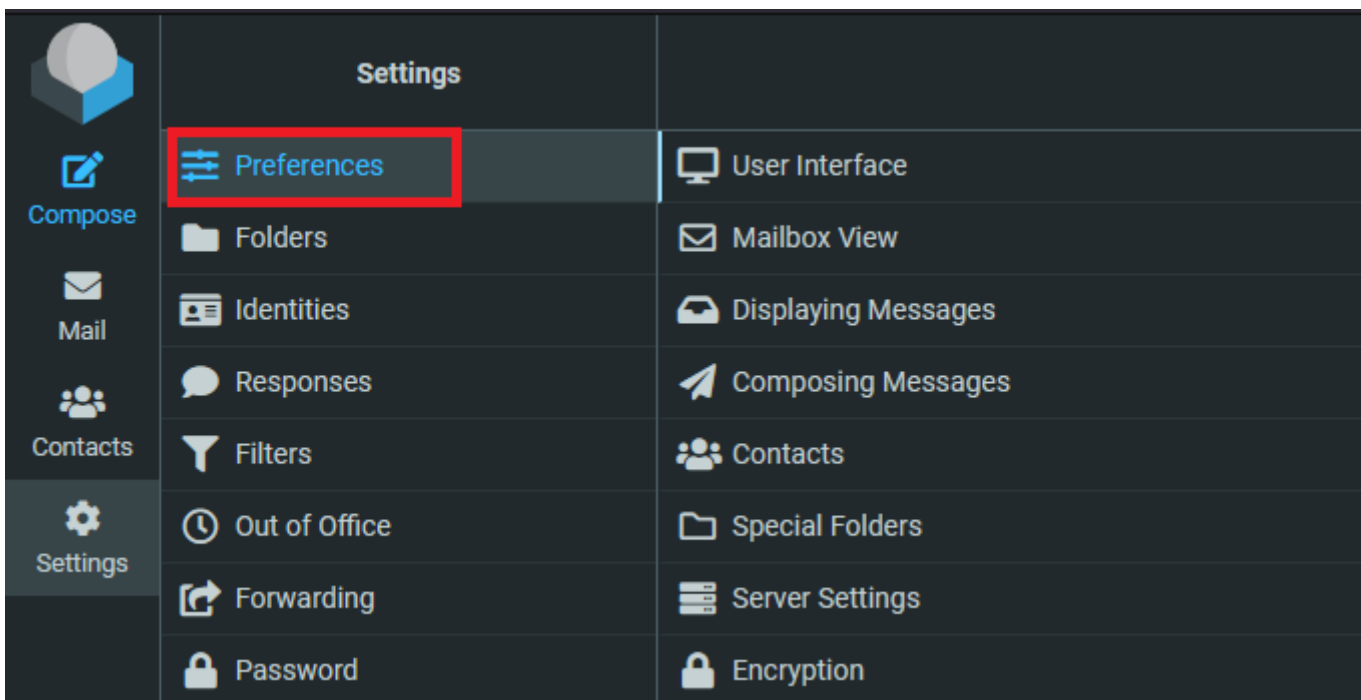 Compose
Mail
Contacts
Settings
Settings
Preferences
Folders
Identities
Responses
Filters
Out of Office
Forwarding
Password
User Interface
Mailbox View
Displaying Messages
Composing Messages
Contacts
Special Folders
Server Settings
Encryption